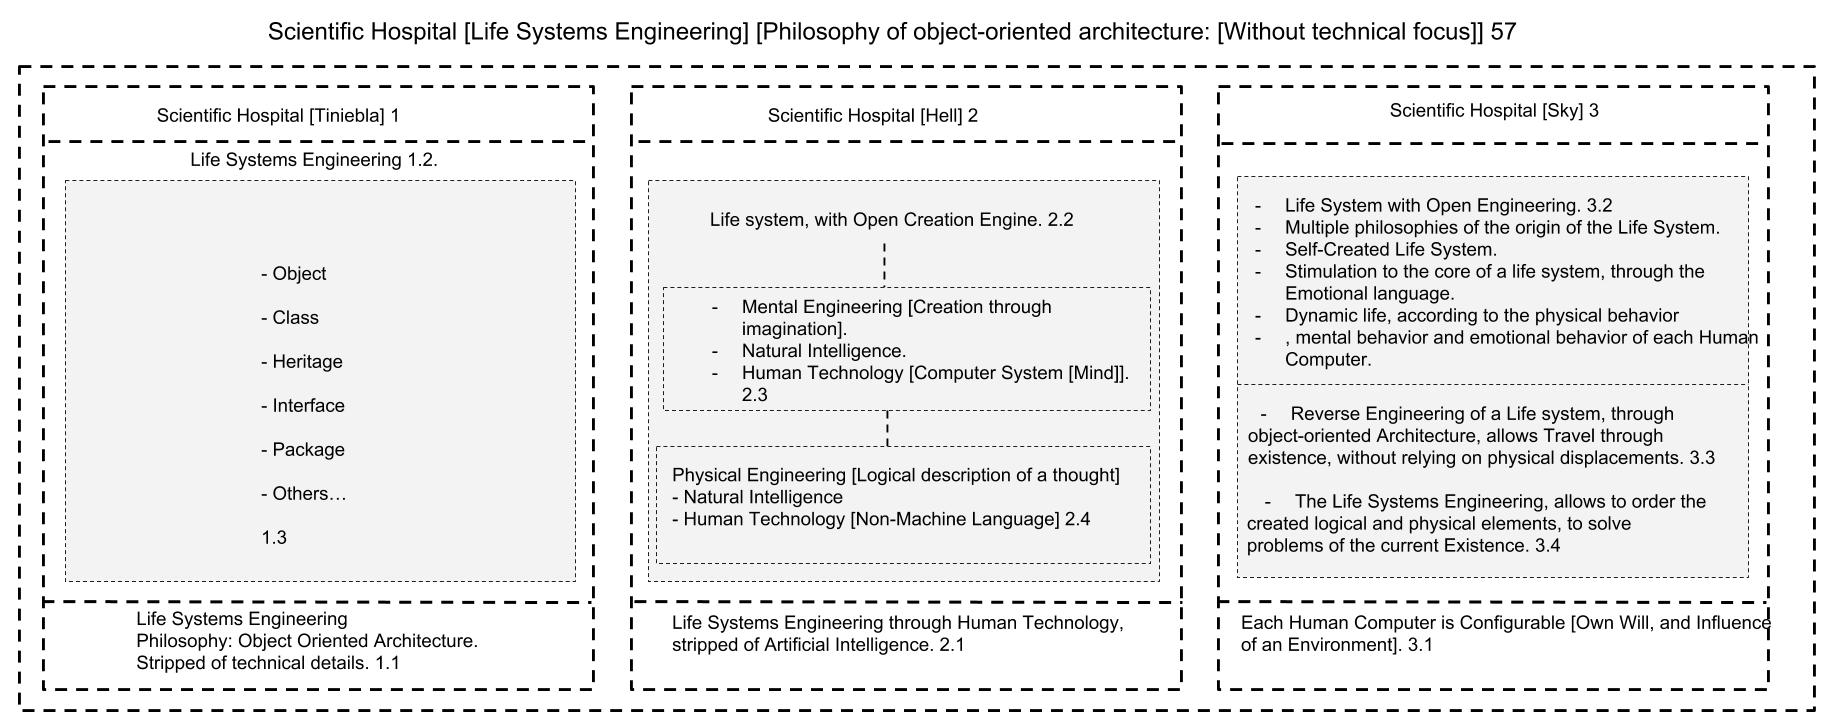 Scientific Hospital [Life Systems Engineering] [Philosophy of object-oriented architecture: [Without technical focus]] 57
Scientific Hospital [Tiniebla] 1
Life Systems Engineering 1.2.
- Object
- Class
- Heritage
- Interface
- Package
- Others…
1.3
Life Systems Engineering
Philosophy: Object Oriented Architecture.
Stripped of technical details. 1.1
Scientific Hospital [Hell] 2
Life system, with Open Creation Engine. 2.2
- Mental Engineering [Creation through
imagination].
- Natural Intelligence.
- Human Technology [Computer System [Mind]].
2.3
Physical Engineering [Logical description of a thought]
- Natural Intelligence
- Human Technology [Non-Machine Language] 2.4
Life Systems Engineering through Human Technology,
stripped of Artificial Intelligence. 2.1
Scientific Hospital [Sky] 3
- Life System with Open Engineering. 3.2
- Multiple philosophies of the origin of the Life System.
- Self-Created Life System.
- Stimulation to the core of a life system, through the
Emotional language.
- Dynamic life, according to the physical behavior
- , mental behavior and emotional behavior of each Human
Computer.
- Reverse Engineering of a Life system, through
object-oriented Architecture, allows Travel through
existence, without relying on physical displacements. 3.3
- The Life Systems Engineering, allows to order the
created logical and physical elements, to solve
problems of the current Existence. 3.4
Each Human Computer is Configurable [Own Will, and Influence
of an Environment]. 3.1